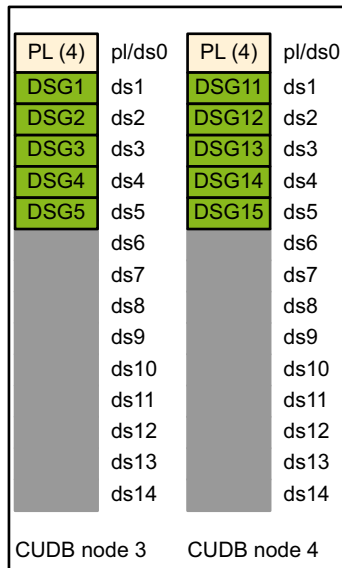 PL (4) pl/ds0 PL (4) pl/ds0
DSG1 ds1 DSG11 ds1
DSG2 ds2 DSG12 ds2
DSG3 ds3 DSG13 ds3
DSG4 ds4 DSG14 ds4
DSG5 ds5 DSG15 ds5
ds6 ds6
ds7 ds7
ds8 ds8
ds9 ds9
ds10 ds10
ds11 ds11
ds12 ds12
ds13 ds13
ds14 ds14
CUDB node 3 CUDB node 4